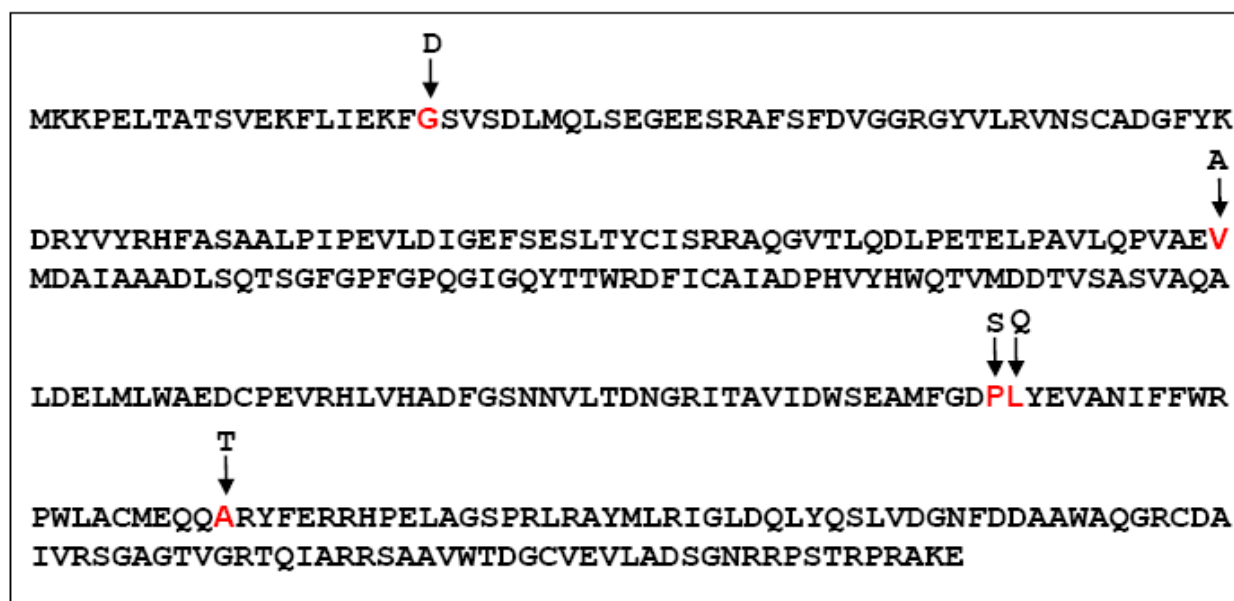 D
MKKPELTATSVEKFLIEKFGSVSDLMQLSEGEESRAFSFDVGGRGYVLRVNSCADGFYK
A
DRYVYRHFASAALPIPEVLDIGEFSESLTYCISRRAQGVTLQDLPETELPAVLQPVAEV
MDAIAAADLSQTSGFGPFGPQGIGQYTTWRDFICAIADPHVYHWQTVMDDTVSASVAQA
S Q
LDELMLWAEDCPEVRHLVHADFGSNNVLTDNGRITAVIDWSEAMFGDPLYEVANIFFWR
T
PWLACMEQQARYFERRHPELAGSPRLRAYMLRIGLDQLYQSLVDGNFDDAAWAQGRCDA
IVRSGAGTVGRTQIARRSAAVWTDGCVEVLADSGNRRPSTRPRAKE